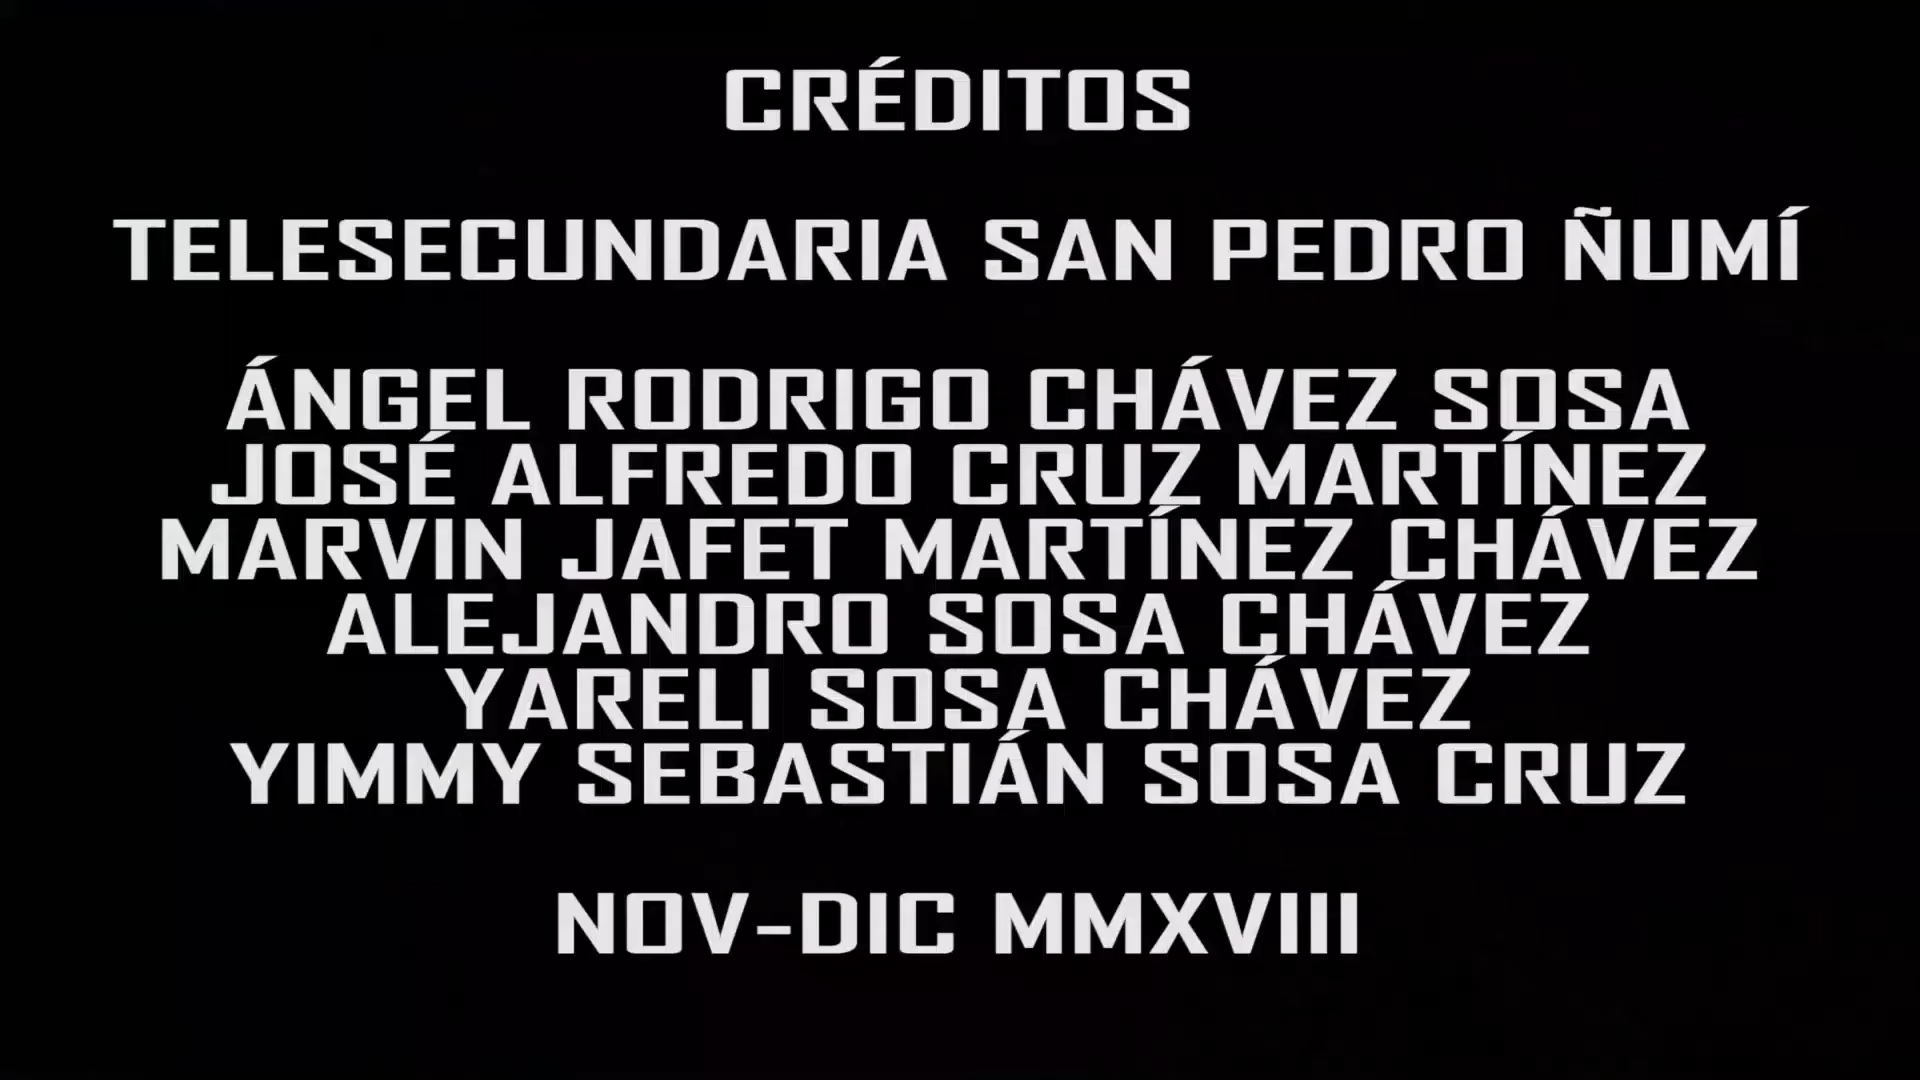 CRÉDITOS
TELESECUNDARIA SAN PEDRO ÑUMÍ
ÁNGEL RODRIGO CHÁVEZ SOSA
JOSÉ ALFREDO CRUZ MARTÍNEZ
MARVIN JAFET MARTÍNEZ CHÁVEZ
ALEJANDRO SOSA CHÁVEZ
YARELI SOSA CHÁVEZ
YIMMY SEBASTIÁN SOSA CRUZ
NOV-DIC MMXVIII